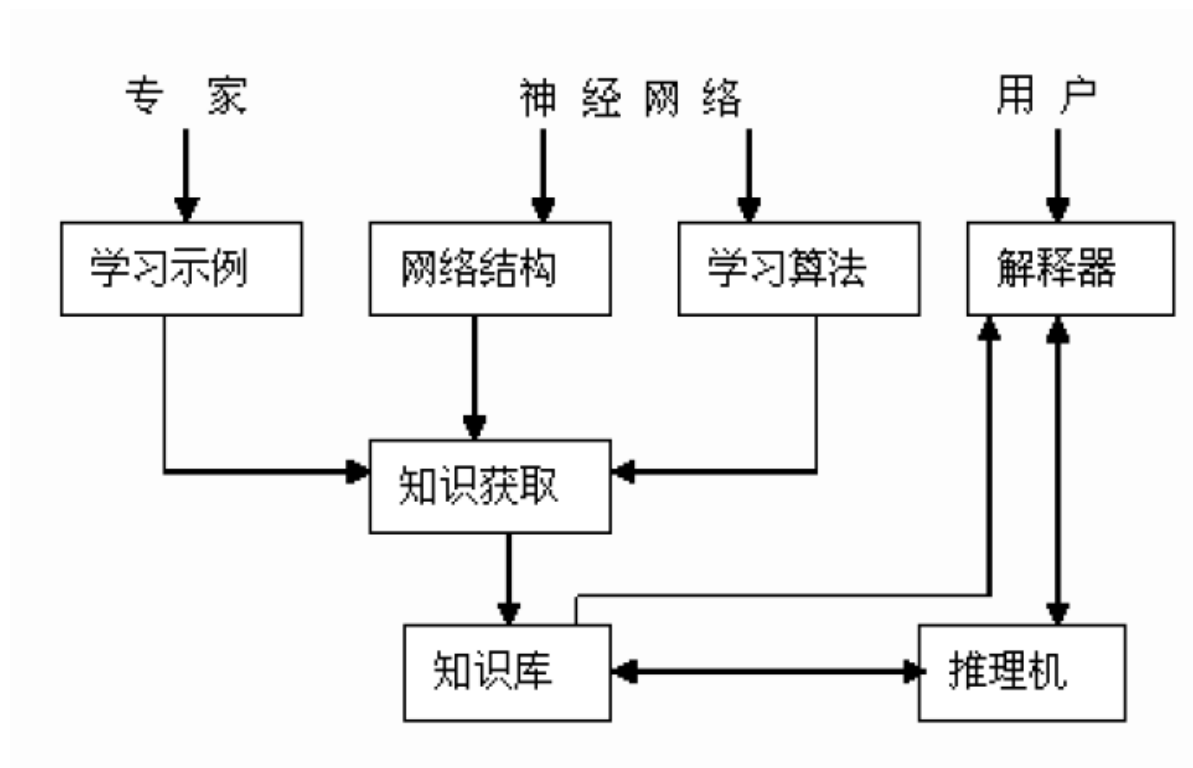 专 家 神 经 网 络 用 户
学习示例 网络结构 学习算法 解释器
知识获取
知识库 推理机